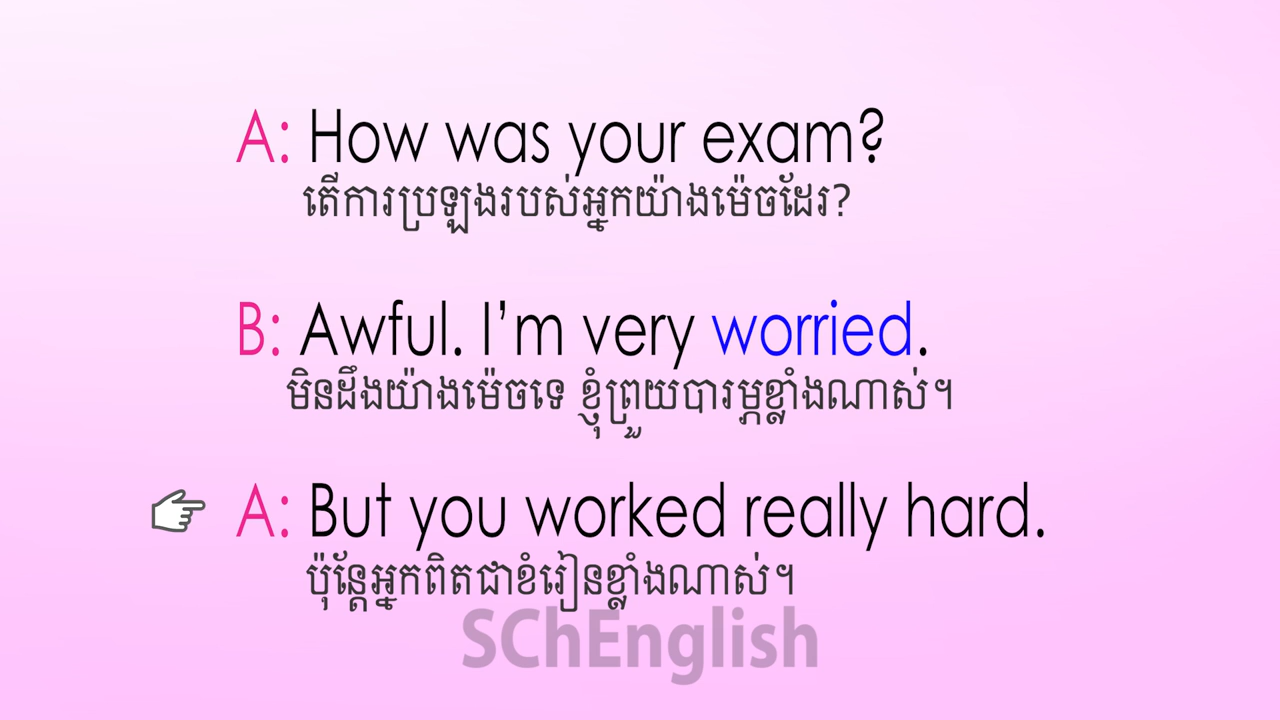 A: How was your exam?
តើការប្រឡងរបស់អ្នកយ៉ាងម៉េចដែរ?
B: Awful. I’m very worried.
មិនដឹងយ៉ាងម៉េចទេ ខ្ញុំព្រួយបារម្ភខ្លាំងណាស់។
A: But you worked really hard.
ប៉ុន្តែអ្នកពិតជាខំរៀនខ្លាំងណាស់។
SChEnglish